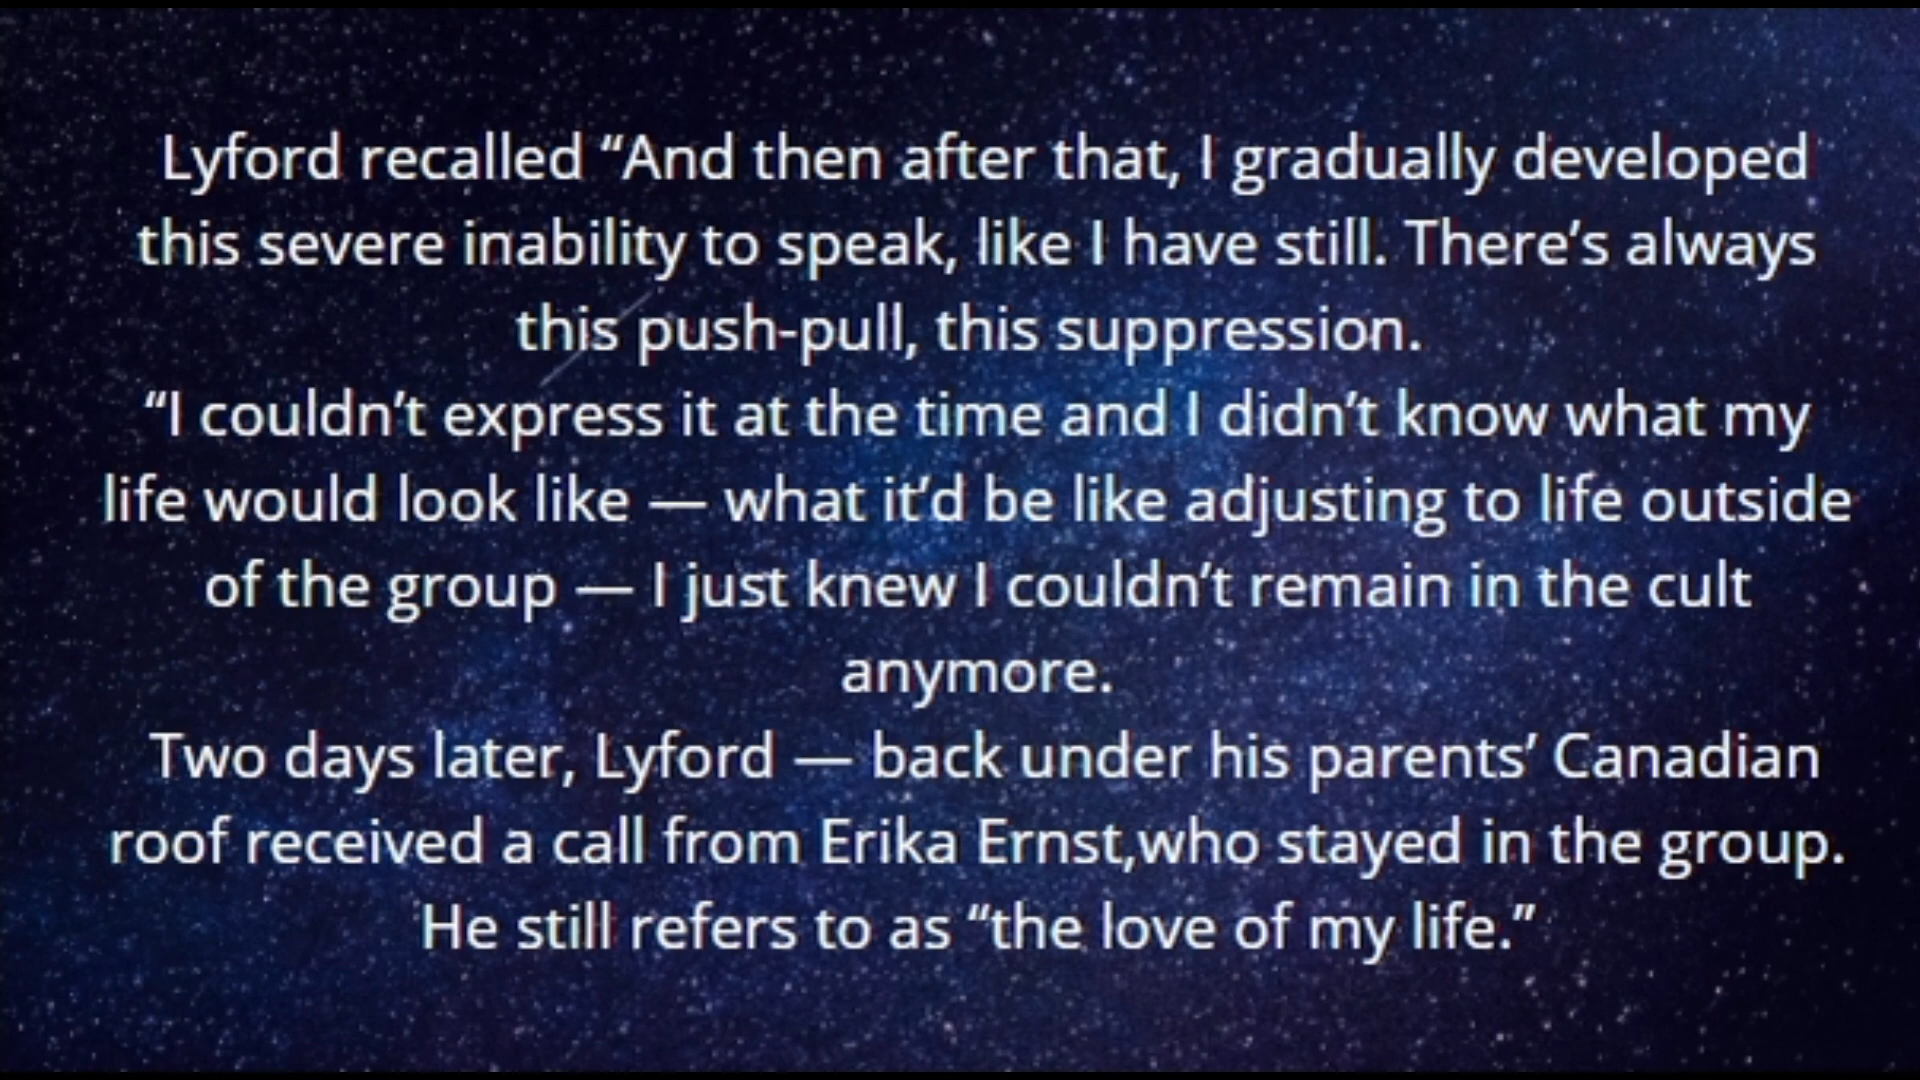 Lyford recalled “And then after that, I gradually developed
this severe inability to speak, like I have still. There’s always
this push-pull, this suppression.
“I couldn’t express it at the time and I didn’t know what my
life would look like — what it’d be like adjusting to life outside
of the group — I just knew I couldn’t remain in the cult
anymore.
Two days later, Lyford — back under his parents’ Canadian
roof received a call from Erika Ernst,who stayed in the group.
He still refers to as “the love of my life.”